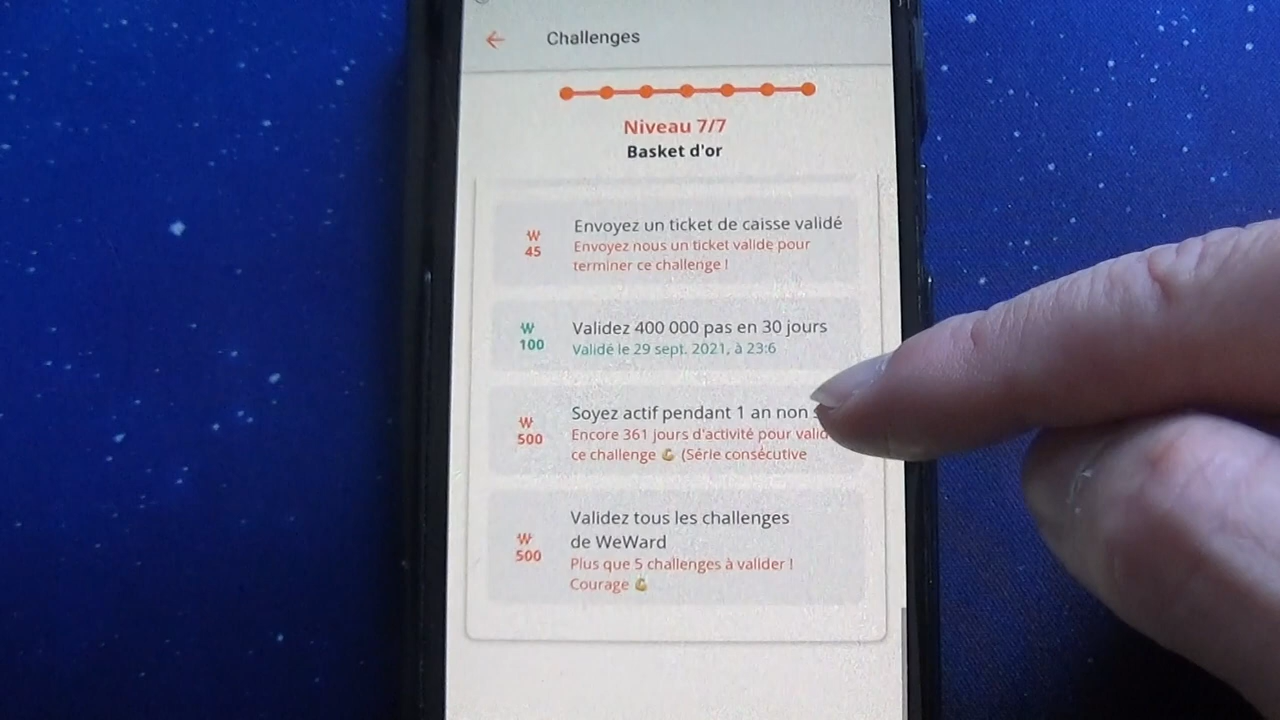 Challenges
Niveau 7/7
Basket d'or
Envoyez un ticket de caisse validé
W
45
Envoyez nous un ticket valide pour
terminer ce challenge !
Validez 400 000 pas en 30 jours
W
100
Validé le 29 sept. 2021, à 23:6
Soyez actif pendant 1 an non
W
500
Encore 361 jours d'activité pour valid
ce challenge 💪 (Série consécutive
Validez tous les challenges
de WeWard
W
500
Plus que 5 challenges à valider !
Courage 💪